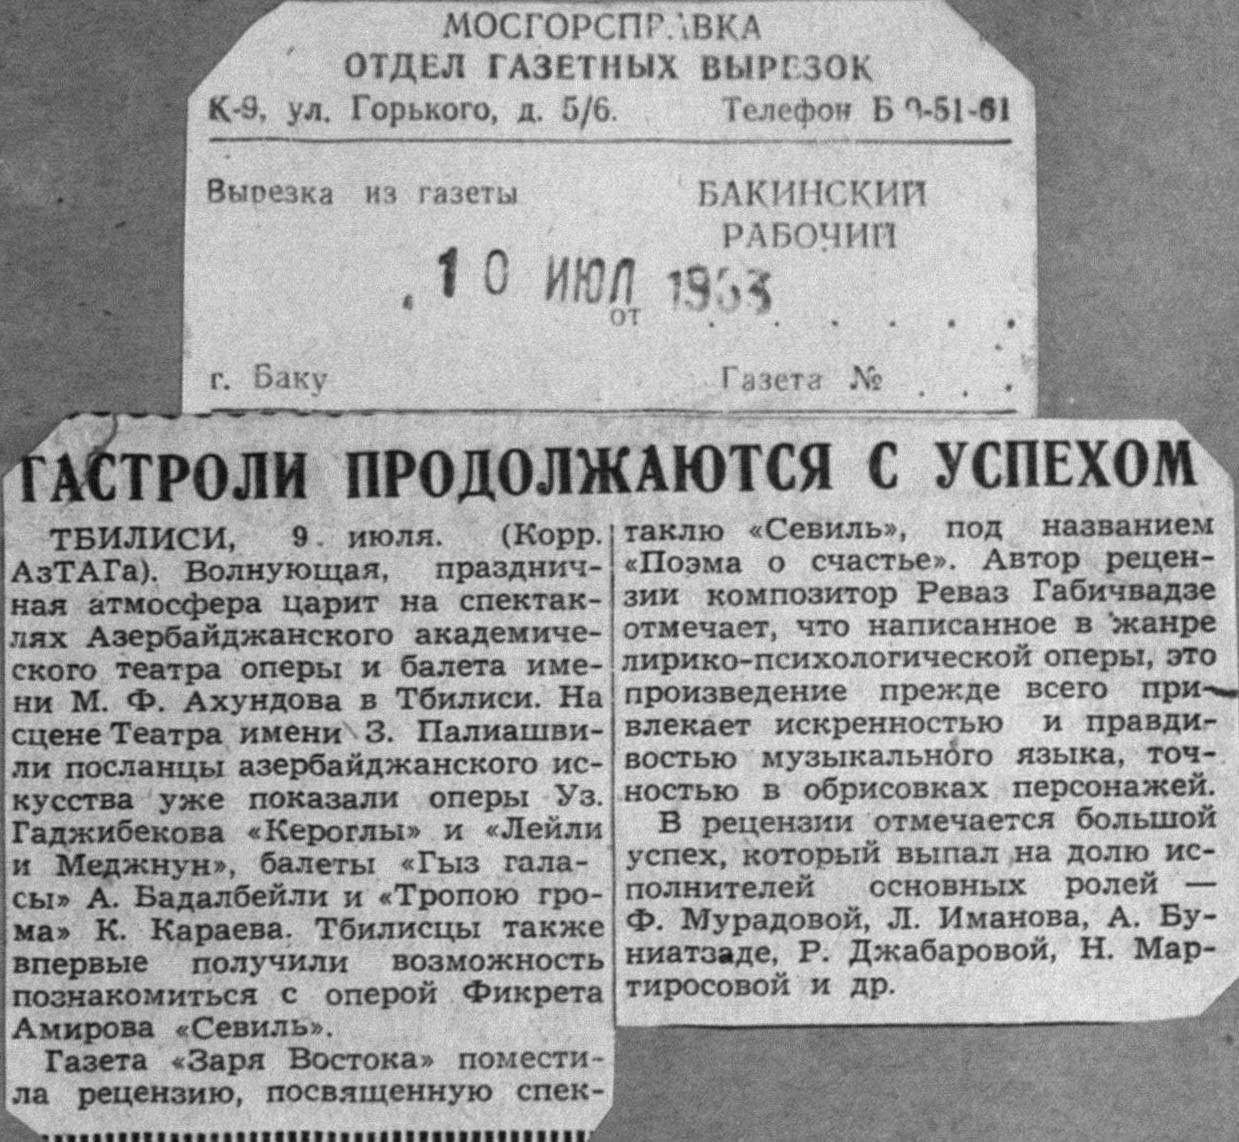 МОСГОРСПРАВКА
ОТДЕЛ ГАЗЕТНЫХ ВЫРЕЗОК
К-9, ул. Горького, д. 5/6. Телефон Б 9-51-61
Вырезка из газеты БАКИНСКИЙ
РАБОЧИЙ
10 ИЮЛ
от . . . . . .
г. Баку Газета № . . .
ГАСТРОЛИ ПРОДОЛЖАЮТСЯ С УСПЕХОМ
ТБИЛИСИ, 9. июля. (Корр.
АзТАГа). Волнующая, празднич-
ная атмосфера царит на спектак-
лях Азербайджанского академиче-
ского театра оперы и балета име-
ни М. Ф. Ахундова в Тбилиси. На
сцене Театра имени З. Палиашви-
ли посланцы азербайджанского ис-
кусства уже показали оперы Уз.
Гаджибекова «Кероглы» и «Лейли
и Меджнун», балеты «Гыз гала-
сы» А. Бадалбейли и «Тропою гро-
ма» К. Караева. Тбилисцы также
впервые получили возможность
познакомиться с оперой Фикрета
Амирова «Севиль».
Газета «Заря Востока» помести-
ла рецензию, посвященную спек-
таклю «Севиль», под названием
«Поэма о счастье». Автор рецен-
зии композитор Реваз Габичвадзе
отмечает, что написанное в жанре
лирико-психологической оперы, это
произведение прежде всего при-
влекает искренностью и правди-
востью музыкального языка, точ-
ностью в обрисовках персонажей.
В рецензии отмечается большой
успех, который выпал на долю ис-
полнителей основных ролей —
Ф. Мурадовой, Л. Иманова, А. Бу-
ниатзаде, Р. Джабаровой, Н. Мар-
тиросовой и др.